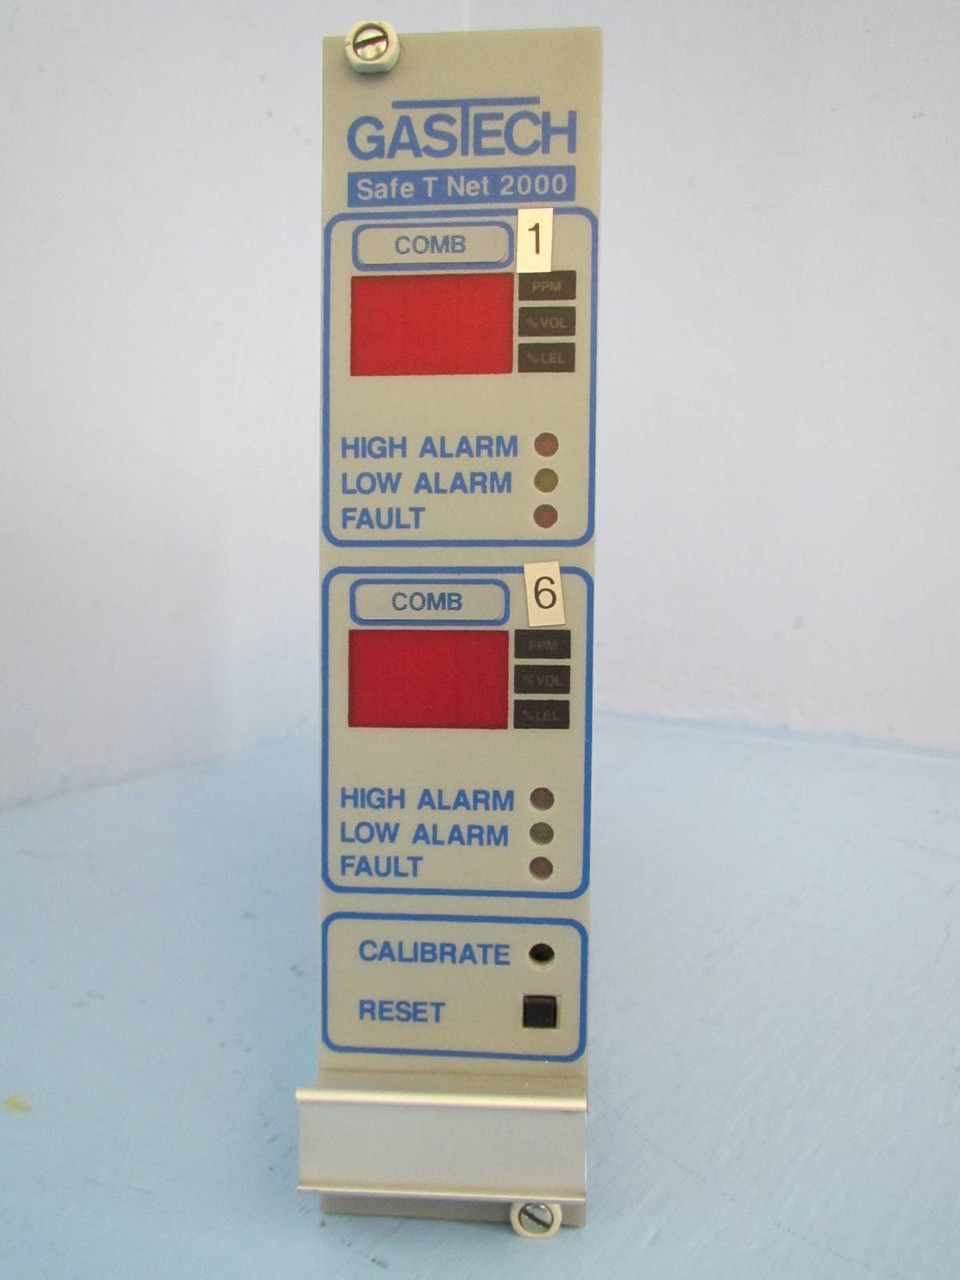 GASTECH
Safe T Net 2000
COMB 1
PPM
%VOL
%LEL
HIGH ALARM
LOW ALARM
FAULT
COMB 6
PPM
%VOL
%LEL
HIGH ALARM
LOW ALARM
FAULT
CALIBRATE
RESET